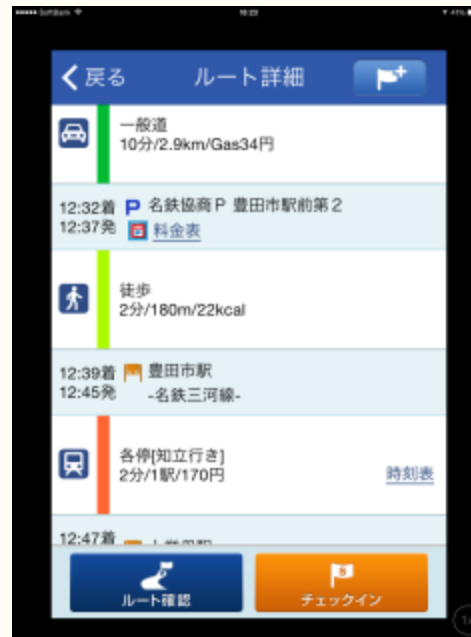 SoftBank
戻る
ルート詳細
一般道
10分/2.9km/Gas34円
12:32着 P 名鉄協商P 豊田市駅前第2
12:37発 料金表
徒歩
2分/180m/22kcal
12:39着 豊田市駅
12:45発 -名鉄三河線-
各停[知立行き]
2分/1駅/170円
時刻表
12:47着
ルート確認
チェックイン